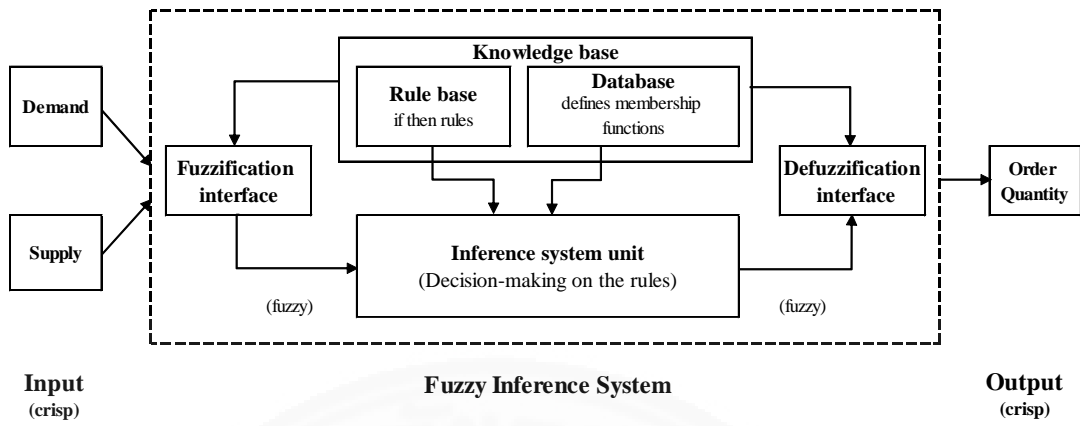 Knowledge base
Demand
Rule base
if then rules
Database
defines membership
functions
Fuzzification
interface
Defuzzification
interface
Order
Quantity
Supply
Inference system unit
(Decision-making on the rules)
(fuzzy)
(fuzzy)
Input
(crisp)
Fuzzy Inference System
Output
(crisp)